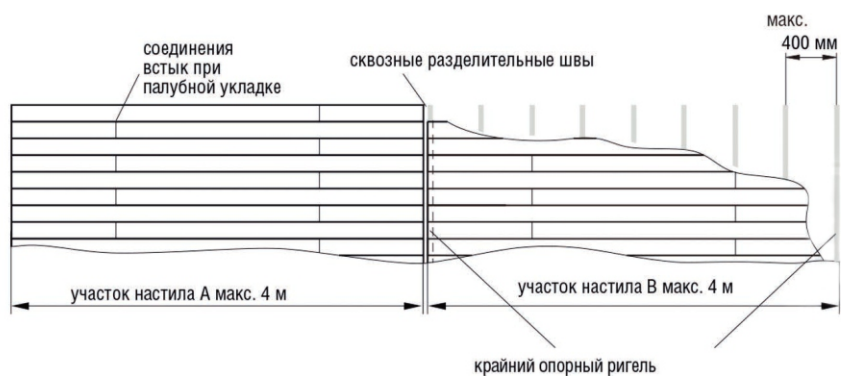 макс.
400 мм
соединения
встык при
палубной укладке
сквозные разделительные швы
участок настила А макс. 4 м
участок настила В макс. 4 м
крайний опорный ригель